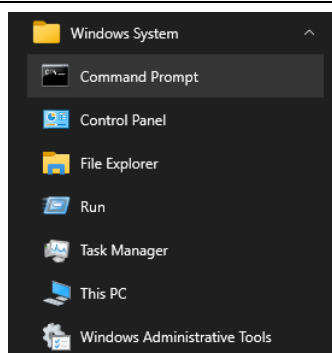 Windows System
Command Prompt
Control Panel
File Explorer
Run
Task Manager
This PC
Windows Administrative Tools